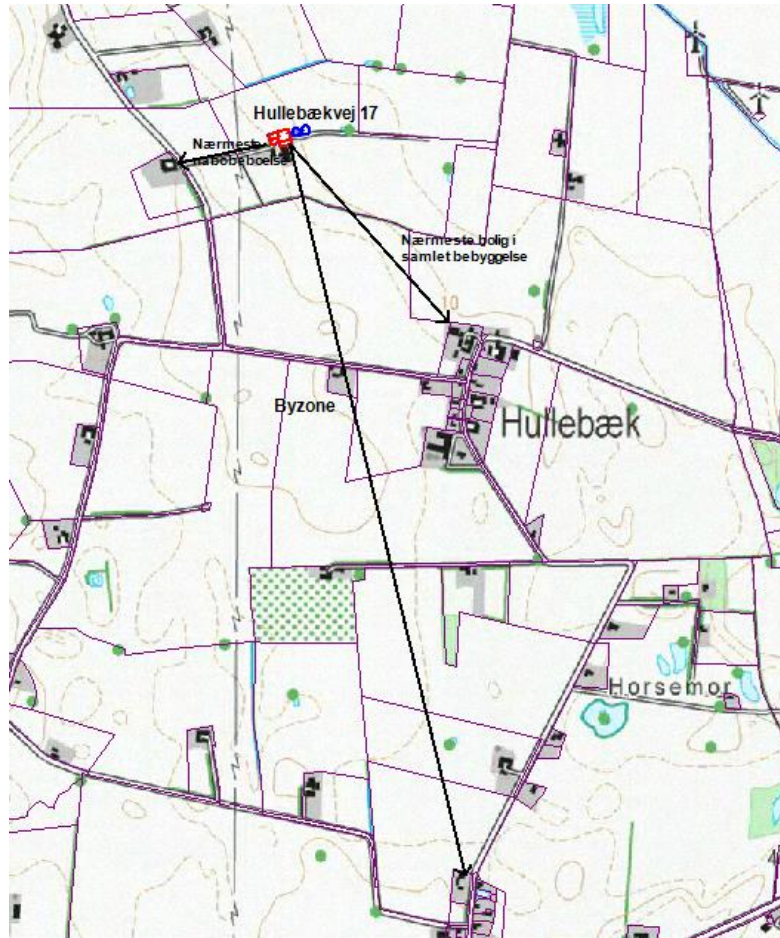 Hullebækvej 17
Nærmeste
nabobeboelse
Nærmeste bolig i
samlet bebyggelse
10
Byzone
Hullebæk
Horsemor